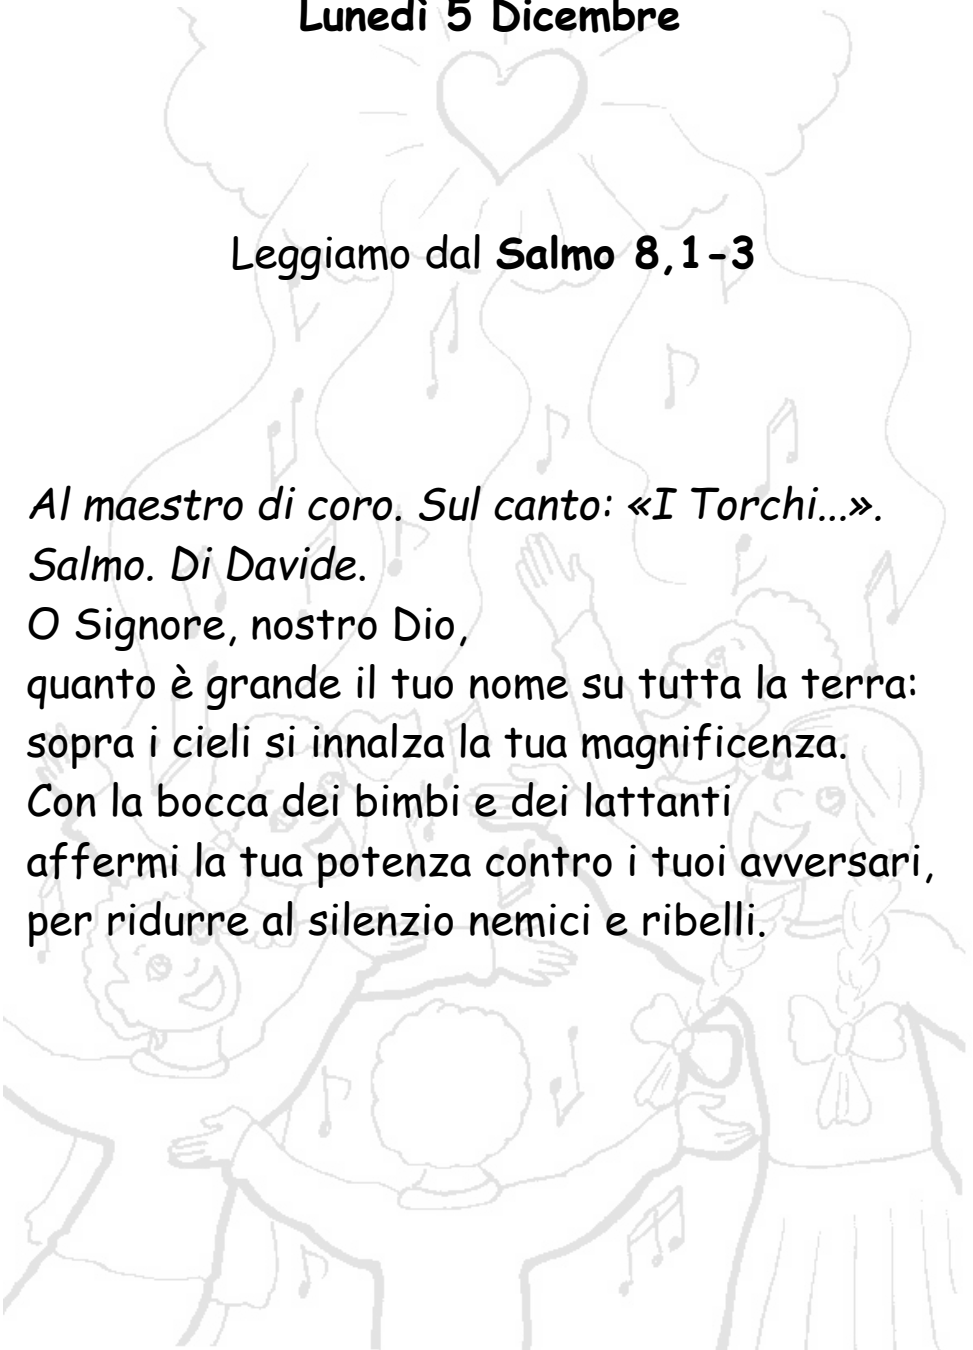 Lunedì 5 Dicembre
Leggiamo dal Salmo 8,1-3
Al maestro di coro. Sul canto: «I Torchi...».
Salmo. Di Davide.
O Signore, nostro Dio,
quanto è grande il tuo nome su tutta la terra:
sopra i cieli si innalza la tua magnificenza.
Con la bocca dei bimbi e dei lattanti
affermi la tua potenza contro i tuoi avversari,
per ridurre al silenzio nemici e ribelli.